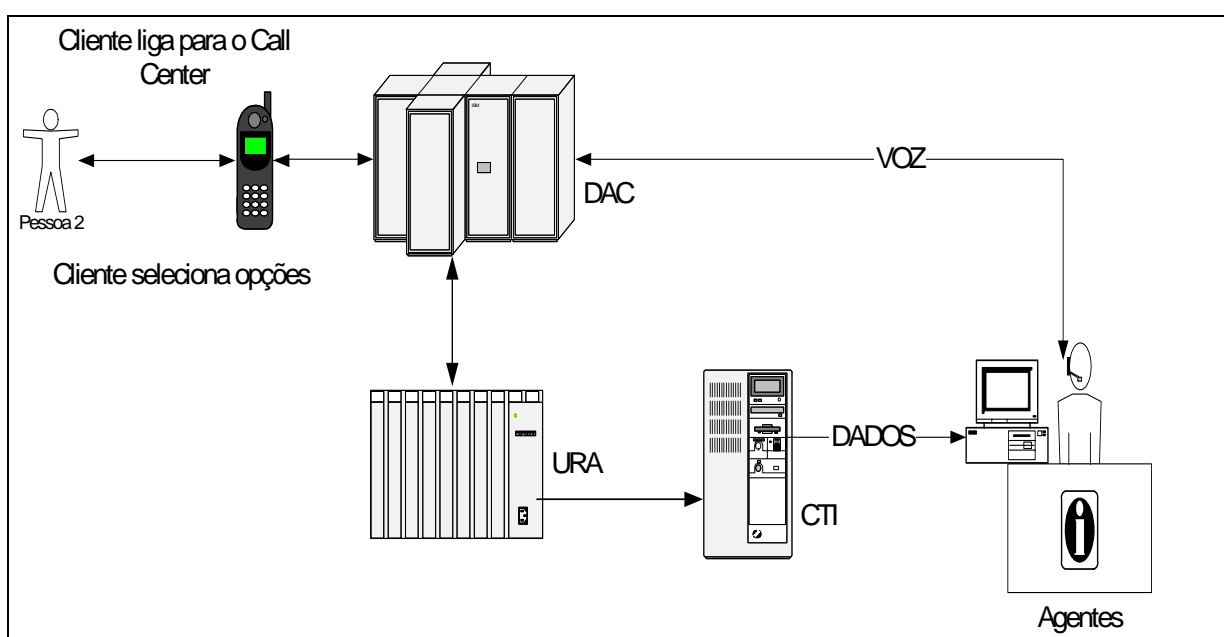 Cliente liga para o Call
Center
Pessoa 2
DAC
VOZ
Cliente seleciona opções
URA
CTI
DADOS
Agentes